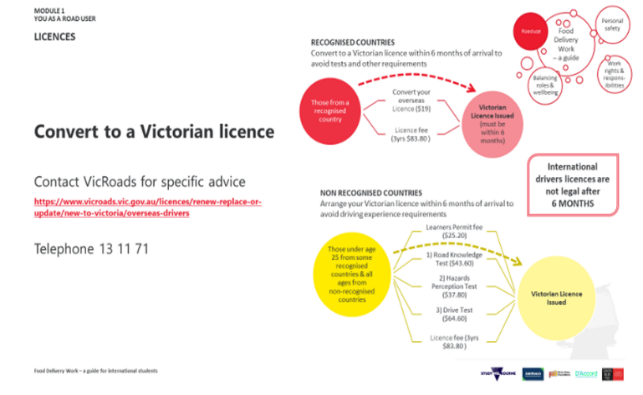 MODULE 1
YOU AS A ROAD USER
LICENCES
Convert to a Victorian licence
Contact VicRoads for specific advice
https://www.vicroads.vic.gov.au/licences/renew-replace-or-
update/new-to-victoria/overseas-drivers
Telephone 13 11 71
Food Delivery Work – a guide for international students
RECOGNISED COUNTRIES
Convert to a Victorian licence within 6 months of arrival to
avoid tests and other requirements
Those from a
recognised
country
Convert your
overseas
Licence ($19)
Licence fee
(3yrs $83.80 )
Victorian
Licence Issued
(must be
within 6
months)
Food
Delivery
Work
– a guide
Personal
safety
Work
rights &
respons-
ibilities
Balancing
roles &
wellbeing
International
drivers licences are
not legal after
6 MONTHS
NON RECOGNISED COUNTRIES
Arrange your Victorian licence within 6 months of arrival to
avoid driving experience requirements
Those under age
25 from some
recognised
countries & all
ages from
non-recognised
countries
Learners Permit fee
($25.20)
1) Road Knowledge
Test ($43.60)
2) Hazards
Perception Test
($37.80)
3) Drive Test
($64.60)
Licence fee (3yrs
$83.80 )
Victorian Licence
Issued